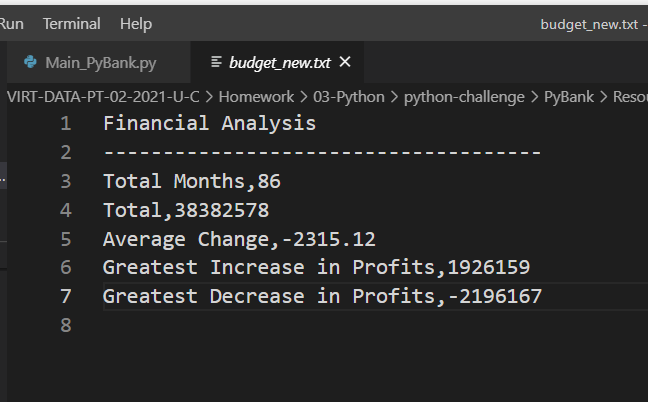 Run Terminal Help budget_new.txt -
Main_PyBank.py budget_new.txt ×
VIRT-DATA-PT-02-2021-U-C > Homework > 03-Python > python-challenge > PyBank > Reso
1 Financial Analysis
2 -------------------------------------
3 Total Months,86
4 Total,38382578
5 Average Change,-2315.12
6 Greatest Increase in Profits,1926159
7 Greatest Decrease in Profits,-2196167
8